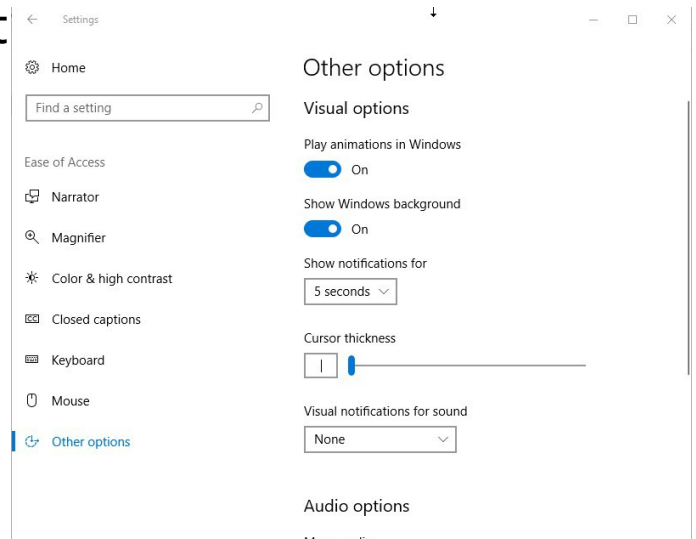 Settings
Home
Find a setting
Ease of Access
Narrator
Magnifier
Color & high contrast
CC Closed captions
Keyboard
Mouse
Other options
Other options
Visual options
Play animations in Windows
On
Show Windows background
On
Show notifications for
5 seconds
Cursor thickness
Visual notifications for sound
None
Audio options